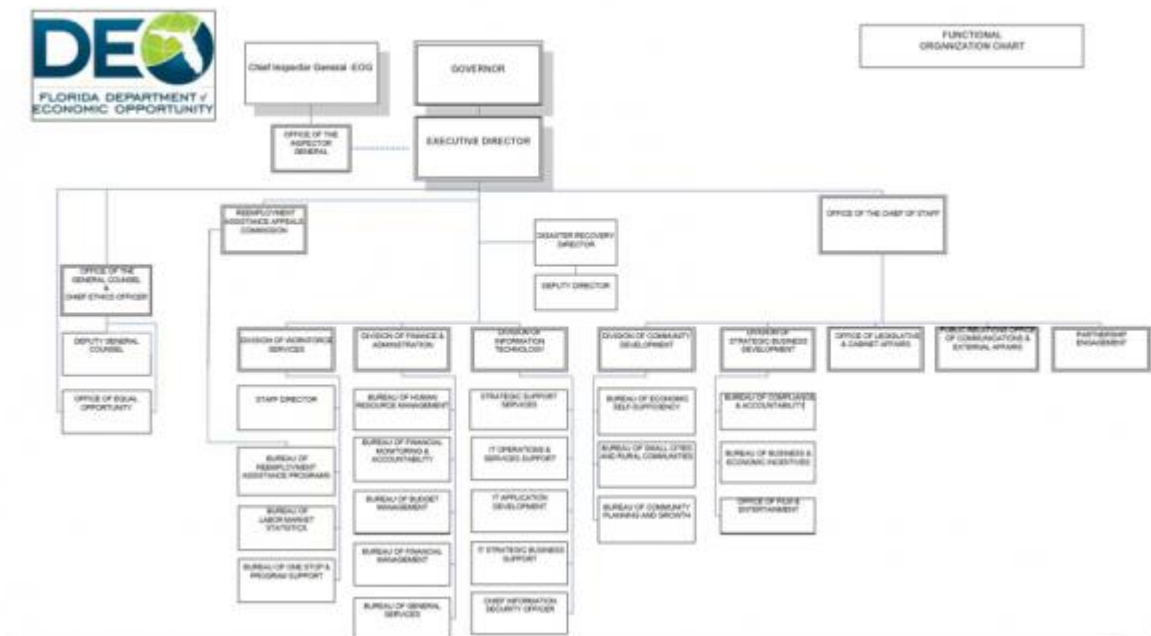 DEO
FLORIDA DEPARTMENT of
ECONOMIC OPPORTUNITY
FUNCTIONAL
ORGANIZATION CHART
Chief Inspector General EOG
GOVERNOR
OFFICE OF THE
INSPECTOR
GENERAL
EXECUTIVE DIRECTOR
REEMPLOYMENT
ASSISTANCE APPEALS
COMMISSION
OFFICE OF THE CHIEF OF STAFF
DISASTER RECOVERY
DIRECTOR
DEPUTY DIRECTOR
OFFICE OF THE
GENERAL COUNSEL
&
CHIEF ETHICS OFFICER
DEPUTY GENERAL
COUNSEL
OFFICE OF EQUAL
OPPORTUNITY
DIVISION OF WORKFORCE
SERVICES
DIVISION OF FINANCE &
ADMINISTRATION
DIVISION OF
INFORMATION
TECHNOLOGY
DIVISION OF COMMUNITY
DEVELOPMENT
DIVISION OF
STRATEGIC BUSINESS
DEVELOPMENT
OFFICE OF LEGISLATIVE
& CABINET AFFAIRS
PUBLIC RELATIONS OFFICE
OF COMMUNICATIONS &
EXTERNAL AFFAIRS
PARTNERSHIP
ENGAGEMENT
STAFF DIRECTOR
BUREAU OF
REEMPLOYMENT
ASSISTANCE PROGRAMS
BUREAU OF
LABOR MARKET
STATISTICS
BUREAU OF ONE STOP &
PROGRAM SUPPORT
BUREAU OF HUMAN
RESOURCE MANAGEMENT
BUREAU OF FINANCIAL
MONITORING &
ACCOUNTABILITY
BUREAU OF BUDGET
MANAGEMENT
BUREAU OF FINANCIAL
MANAGEMENT
BUREAU OF GENERAL
SERVICES
STRATEGIC SUPPORT
SERVICES
IT OPERATIONS &
SERVICES SUPPORT
IT APPLICATION
DEVELOPMENT
IT STRATEGIC BUSINESS
SUPPORT
CHIEF INFORMATION
SECURITY OFFICER
BUREAU OF ECONOMIC
SELF-SUFFICIENCY
BUREAU OF SMALL CITIES
AND RURAL COMMUNITIES
BUREAU OF COMMUNITY
PLANNING AND GROWTH
BUREAU OF COMPLIANCE
& ACCOUNTABILITY
BUREAU OF BUSINESS &
ECONOMIC INCENTIVES
OFFICE OF FILM &
ENTERTAINMENT